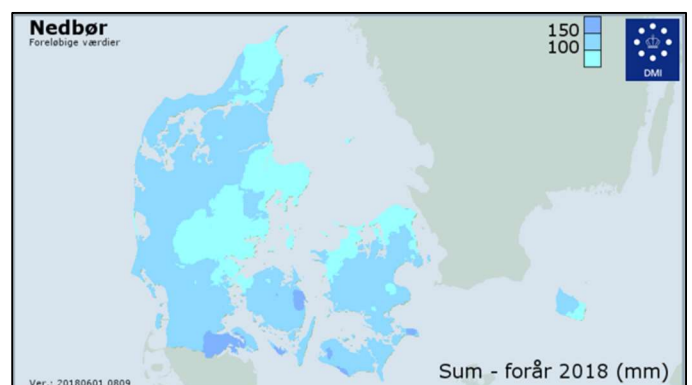 Nedbør
Foreløbige værdier
150
100
DMI
Sum - forår 2018 (mm)
Ver.: 20180601 0809